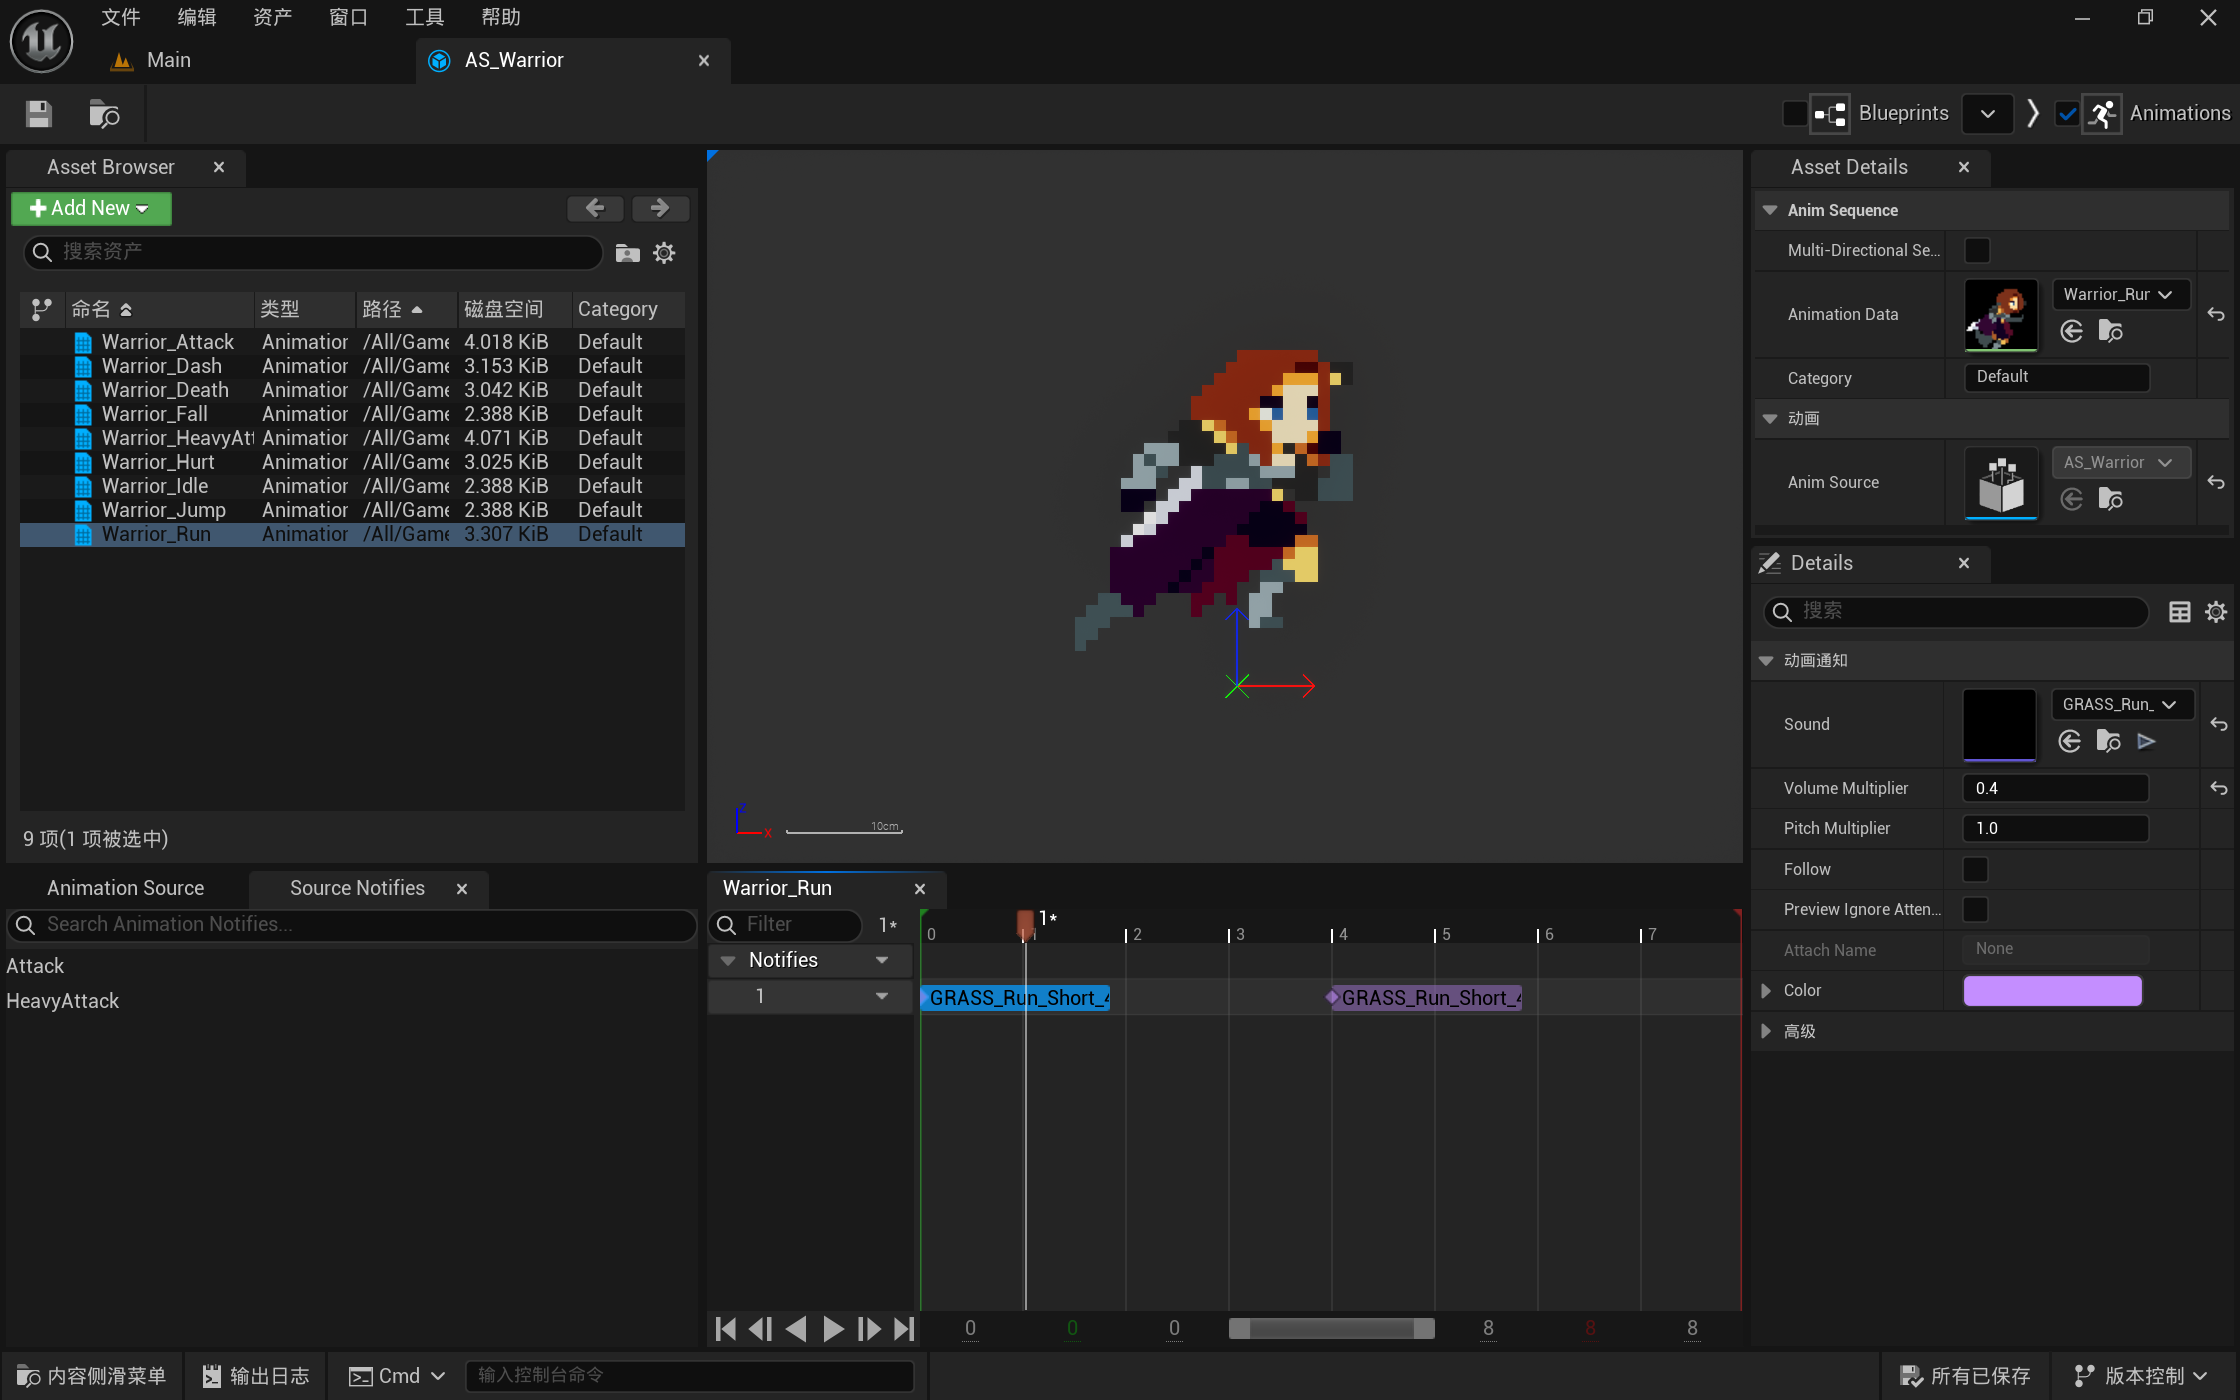 文件 编辑 资产 窗口 工具 帮助
Main
AS_Warrior
Blueprints
Animations
Asset Browser
Add New
搜索资产
命名 类型 路径 磁盘空间 Category
Warrior_Attack Animation /All/Game 4.018 KiB Default
Warrior_Dash Animation /All/Game 3.153 KiB Default
Warrior_Death Animation /All/Game 3.042 KiB Default
Warrior_Fall Animation /All/Game 2.388 KiB Default
Warrior_HeavyAtt Animation /All/Game 4.071 KiB Default
Warrior_Hurt Animation /All/Game 3.025 KiB Default
Warrior_Idle Animation /All/Game 2.388 KiB Default
Warrior_Jump Animation /All/Game 2.388 KiB Default
Warrior_Run Animation /All/Game 3.307 KiB Default
9 项(1 项被选中)
z
x
10cm
Animation Source
Source Notifies
Search Animation Notifies...
Attack
HeavyAttack
Warrior_Run
Filter
1*
1*
0 1 2 3 4 5 6 7
Notifies
1
GRASS_Run_Short_4
GRASS_Run_Short_4
0 0 0 8 8 8
Asset Details
Anim Sequence
Multi-Directional Se...
Animation Data
Warrior_Run
Category
Default
动画
Anim Source
AS_Warrior
Details
搜索
动画通知
Sound
GRASS_Run_
Volume Multiplier 0.4
Pitch Multiplier 1.0
Follow
Preview Ignore Atten...
Attach Name None
Color
高级
内容侧滑菜单
输出日志
Cmd
输入控制台命令
所有已保存
版本控制